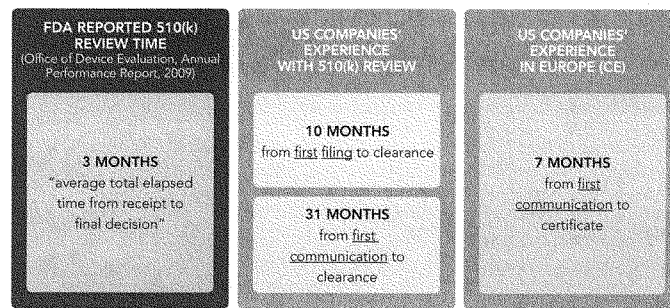 FDA REPORTED 510(k)
REVIEW TIME
(Office of Device Evaluation, Annual
Performance Report, 2009)
3 MONTHS
"average total elapsed
time from receipt to
final decision"
US COMPANIES'
EXPERIENCE
WITH 510(k) REVIEW
10 MONTHS
from first filing to clearance
31 MONTHS
from first
communication to
clearance
US COMPANIES'
EXPERIENCE
IN EUROPE (CE)
7 MONTHS
from first
communication to
certificate